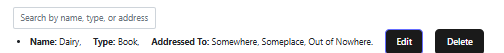 Search by name, type, or address
• Name: Dairy, Type: Book, Addressed To: Somewhere, Someplace, Out of Nowhere. Edit Delete